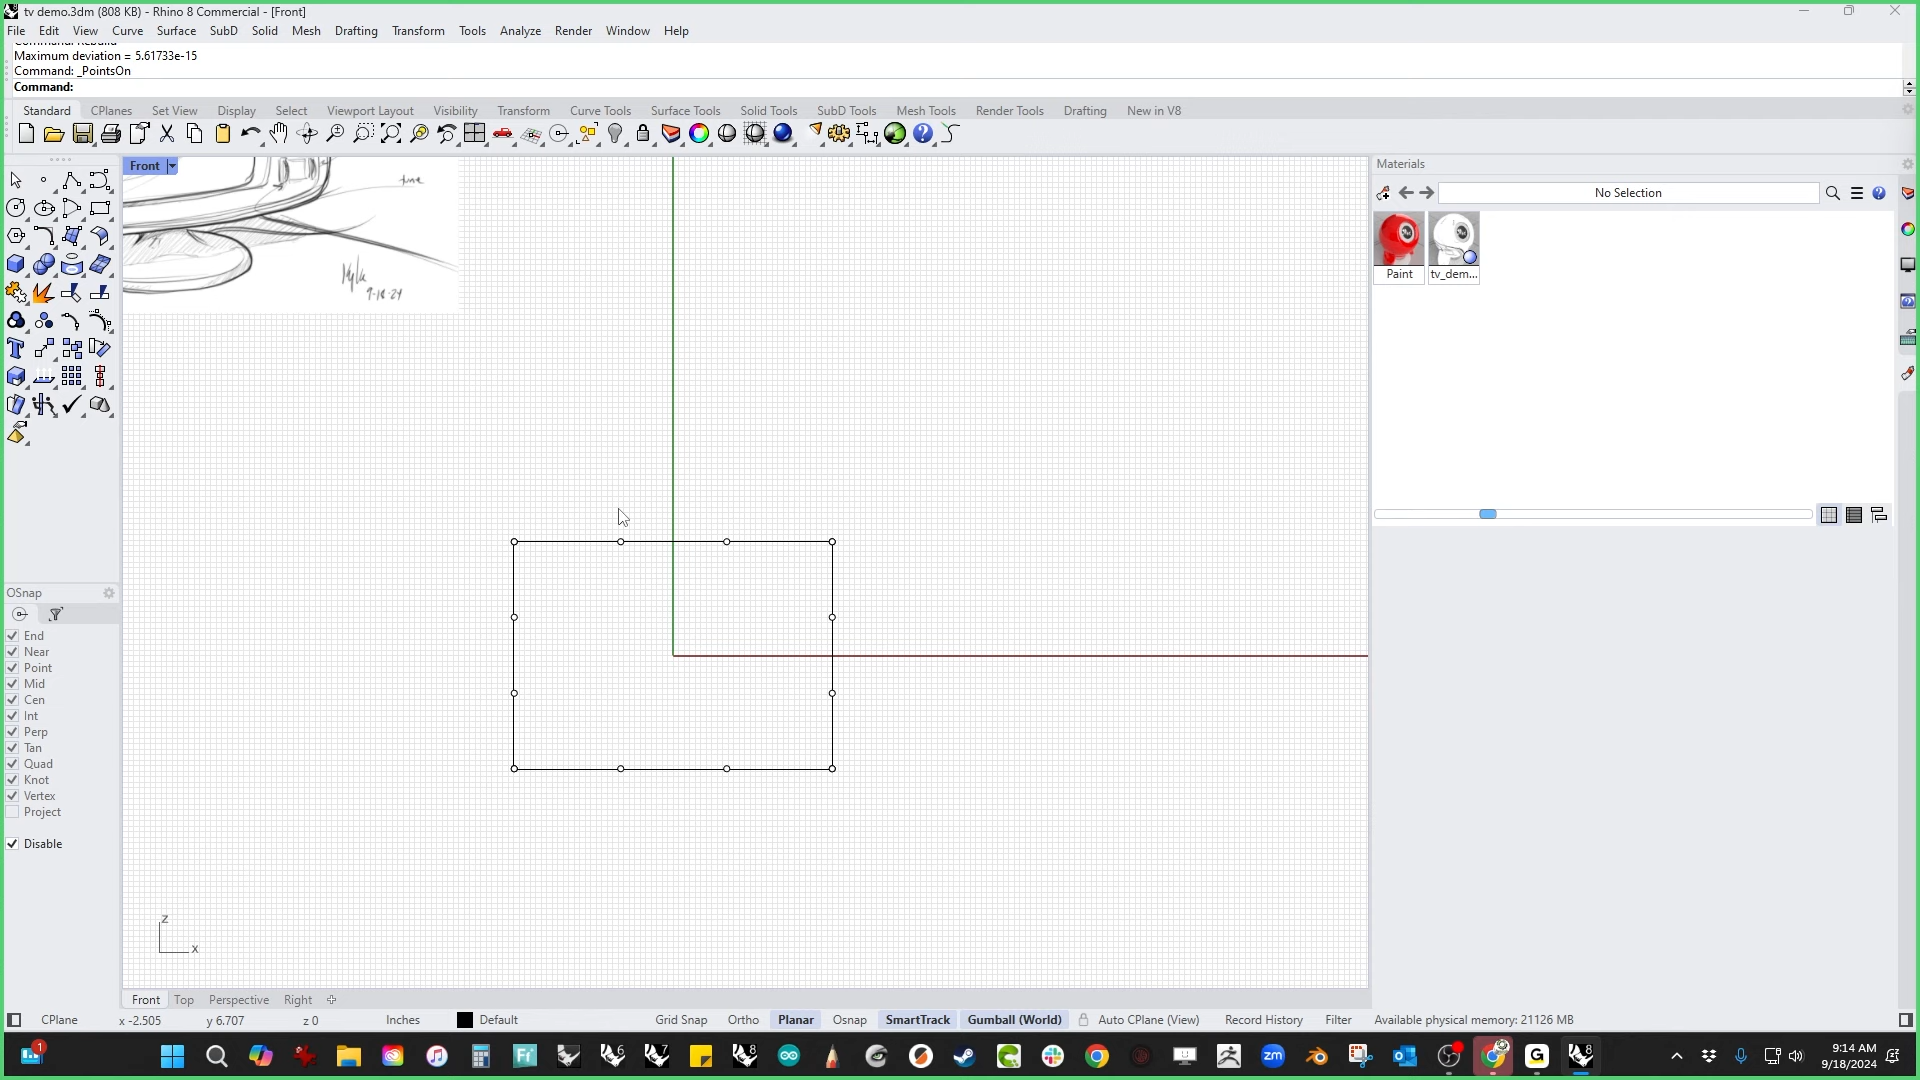 tv demo.3dm (808 KB) - Rhino 8 Commercial - [Front]
File Edit View Curve Surface SubD Solid Mesh Drafting Transform Tools Analyze Render Window Help
Maximum deviation = 5.61733e-15
Command: _PointsOn
Command:
Standard CPlanes Set View Display Select Viewport Layout Visibility Transform Curve Tools Surface Tools Solid Tools SubD Tools Mesh Tools Render Tools Drafting New in V8
Front
Materials
No Selection
Paint
tv_dem...
9-18-24
OSnap
End
Near
Point
Mid
Cen
Int
Perp
Tan
Quad
Knot
Vertex
Project
Disable
z
x
Front Top Perspective Right
CPlane x -2.505 y 6.707 z 0 Inches Default Grid Snap Ortho Planar Osnap SmartTrack Gumball (World) Auto CPlane (View) Record History Filter Available physical memory: 21126 MB
9:14 AM
9/18/2024